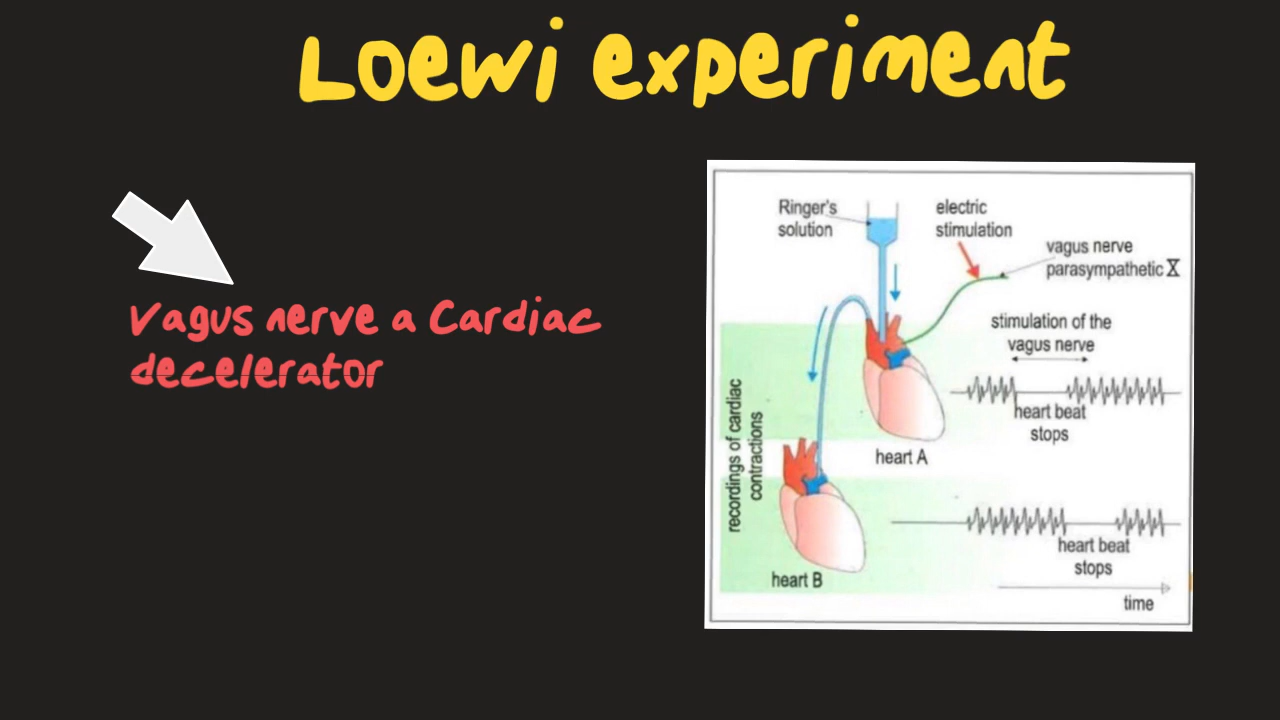 Loewi experiment
Vagus nerve a Cardiac
decelerator
Ringer's
solution
electric
stimulation
vagus nerve
parasympathetic X
stimulation of the
vagus nerve
heart beat
stops
heart A
recordings of cardiac
contractions
heart beat
stops
heart B
time